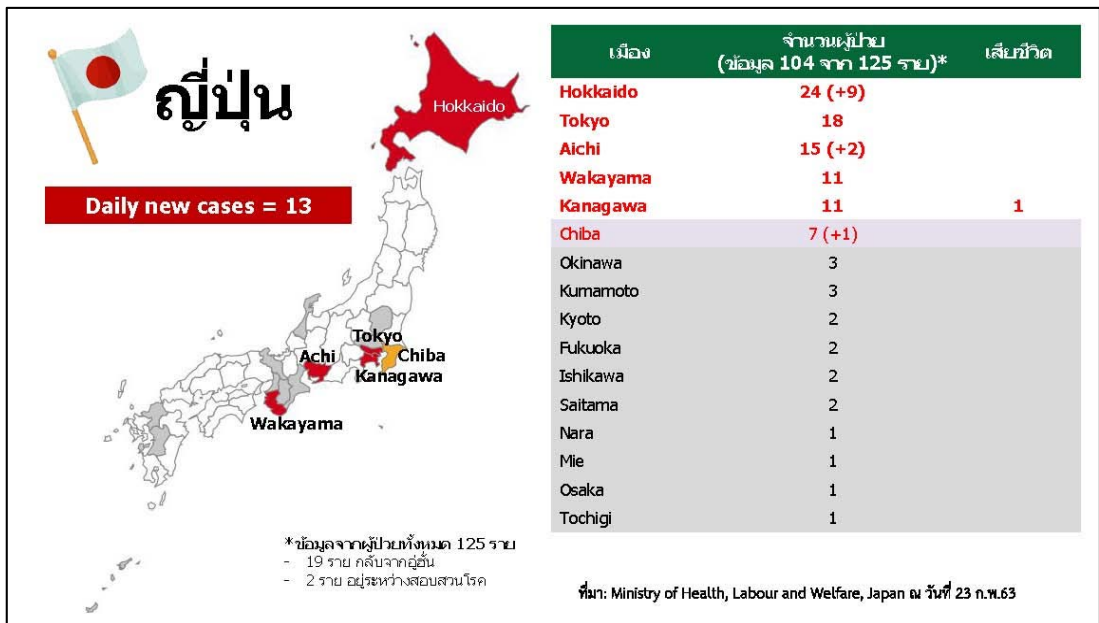 ญี่ปุ่น
Daily new cases = 13
Hokkaido
Tokyo
Achi
Chiba
Kanagawa
Wakayama
*ข้อมูลจากผู้ป่วยทั้งหมด 125 ราย
- 19 ราย กลับจากอู่ฮั่น
- 2 ราย อยู่ระหว่างสอบสวนโรค
เมือง จำนวนผู้ป่วย (ข้อมูล 104 จาก 125 ราย)* เสียชีวิต
Hokkaido 24 (+9)
Tokyo 18
Aichi 15 (+2)
Wakayama 11
Kanagawa 11 1
Chiba 7 (+1)
Okinawa 3
Kumamoto 3
Kyoto 2
Fukuoka 2
Ishikawa 2
Saitama 2
Nara 1
Mie 1
Osaka 1
Tochigi 1
ที่มา: Ministry of Health, Labour and Welfare, Japan ณ วันที่ 23 ก.พ.63